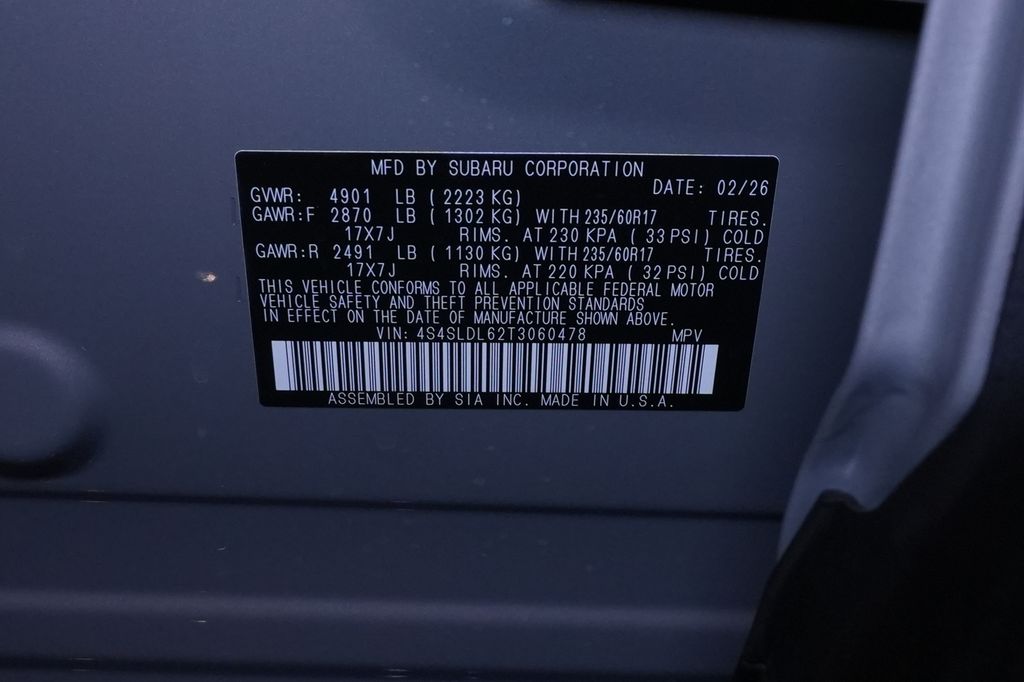 MFD BY SUBARU CORPORATION
DATE: 02/26
GVWR: 4901 LB (2223 KG)
GAWR:F 2870 LB (1302 KG) WITH 235/60R17 TIRES.
17X7J RIMS. AT 230 KPA (33 PSI) COLD
GAWR:R 2491 LB (1130 KG) WITH 235/60R17 TIRES.
17X7J RIMS. AT 220 KPA (32 PSI) COLD
THIS VEHICLE CONFORMS TO ALL APPLICABLE FEDERAL MOTOR
VEHICLE SAFETY AND THEFT PREVENTION STANDARDS
IN EFFECT ON THE DATE OF MANUFACTURE SHOWN ABOVE.
VIN: 4S4SLDL62T3060478 MPV
ASSEMBLED BY SIA INC. MADE IN U.S.A.